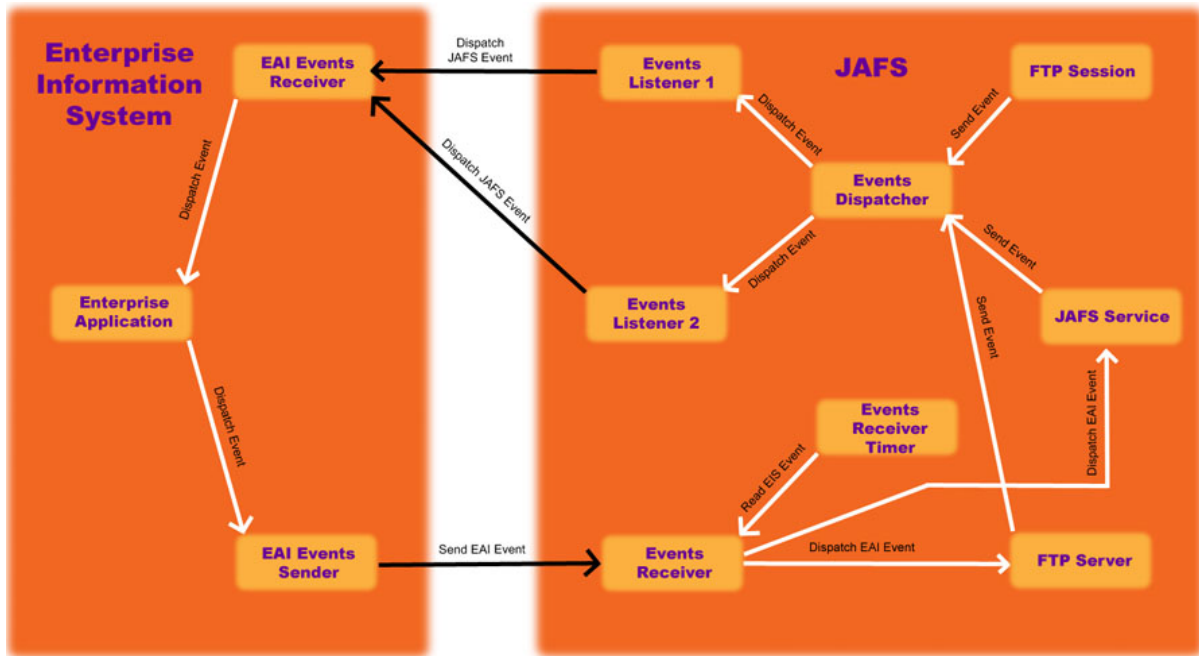 Enterprise
Information
System
EAI Events
Receiver
Dispatch
JAFS Event
Events
Listener 1
JAFS
FTP Session
Dispatch Event
Send Event
Dispatch Event
Dispatch JAFS Event
Events
Dispatcher
Dispatch Event
Send Event
Enterprise
Application
Events
Listener 2
Send Event
JAFS Service
Dispatch Event
Events
Receiver
Timer
Dispatch EAI Event
Read EIS Event
EAI Events
Sender
Send EAI Event
Events
Receiver
Dispatch EAI Event
FTP Server